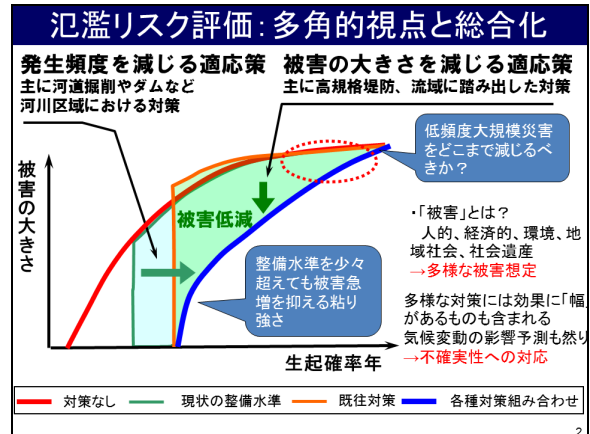 氾濫リスク評価：多角的視点と総合化
発生頻度を減じる適応策
主に河道掘削やダムなど
河川区域における対策
被害の大きさを減じる適応策
主に高規格堤防、流域に踏み出した対策
低頻度大規模災害
をどこまで減じるべ
きか？
被害の大きさ
被害低減
整備水準を少々
超えても被害急
増を抑える粘り
強さ
・「被害」とは？
人的、経済的、環境、地
域社会、社会遺産
→多様な被害想定
多様な対策には効果に「幅」
があるものも含まれる
気候変動の影響予測も然り
→不確実性への対応
生起確率年
対策なし
現状の整備水準
既往対策
各種対策組み合わせ
2